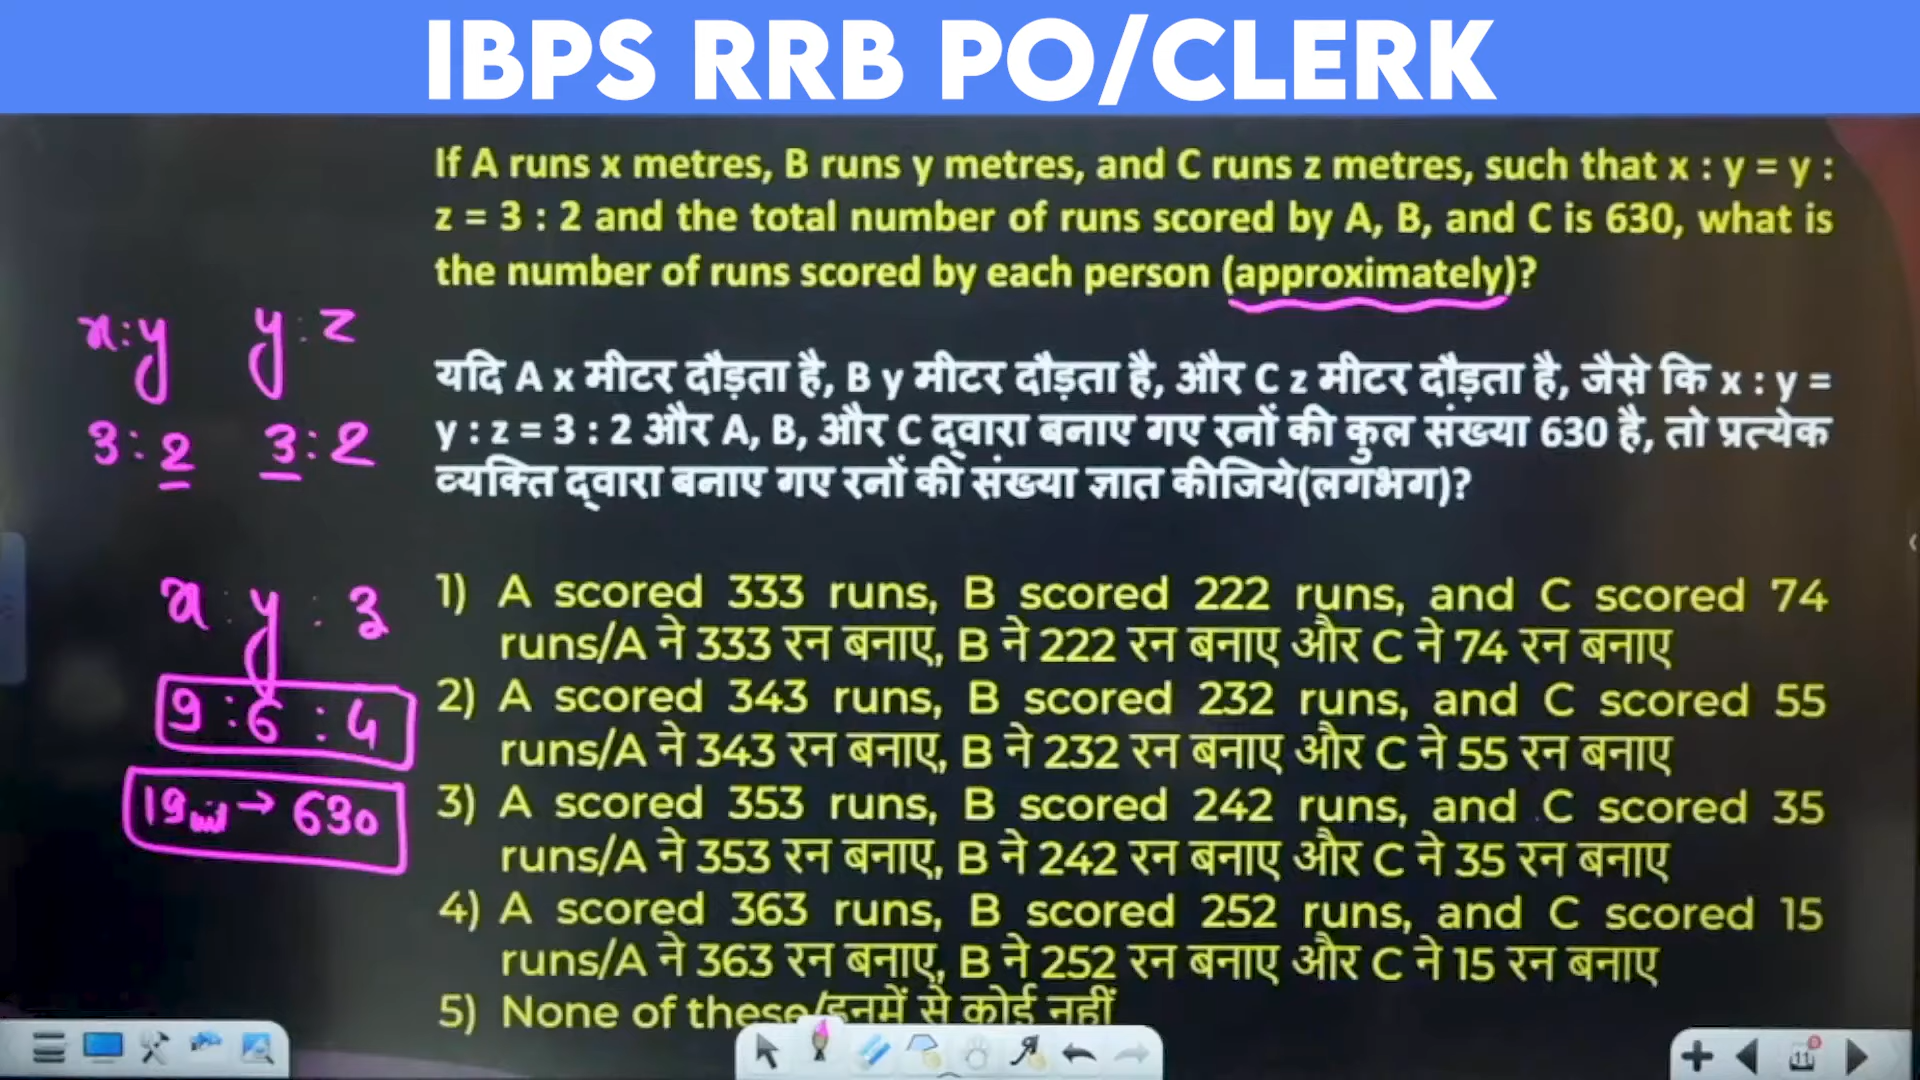 IBPS RRB PO/CLERK
If A runs x metres, B runs y metres, and C runs z metres, such that x : y = y :
z = 3 : 2 and the total number of runs scored by A, B, and C is 630, what is
the number of runs scored by each person (approximately)?
x:y y:z
3:2 3:2
यदि A x मीटर दौड़ता है, B y मीटर दौड़ता है, और C z मीटर दौड़ता है, जैसे कि x : y =
y : z = 3 : 2 और A, B, और C द्वारा बनाए गए रनों की कुल संख्या 630 है, तो प्रत्येक
व्यक्ति द्वारा बनाए गए रनों की संख्या ज्ञात कीजिये(लगभग)?
x : y : z
9 : 6 : 4
19 unit → 630
1) A scored 333 runs, B scored 222 runs, and C scored 74
runs/A ने 333 रन बनाए, B ने 222 रन बनाए और C ने 74 रन बनाए
2) A scored 343 runs, B scored 232 runs, and C scored 55
runs/A ने 343 रन बनाए, B ने 232 रन बनाए और C ने 55 रन बनाए
3) A scored 353 runs, B scored 242 runs, and C scored 35
runs/A ने 353 रन बनाए, B ने 242 रन बनाए और C ने 35 रन बनाए
4) A scored 363 runs, B scored 252 runs, and C scored 15
runs/A ने 363 रन बनाए, B ने 252 रन बनाए और C ने 15 रन बनाए
5) None of these/इनमें से कोई नहीं
11